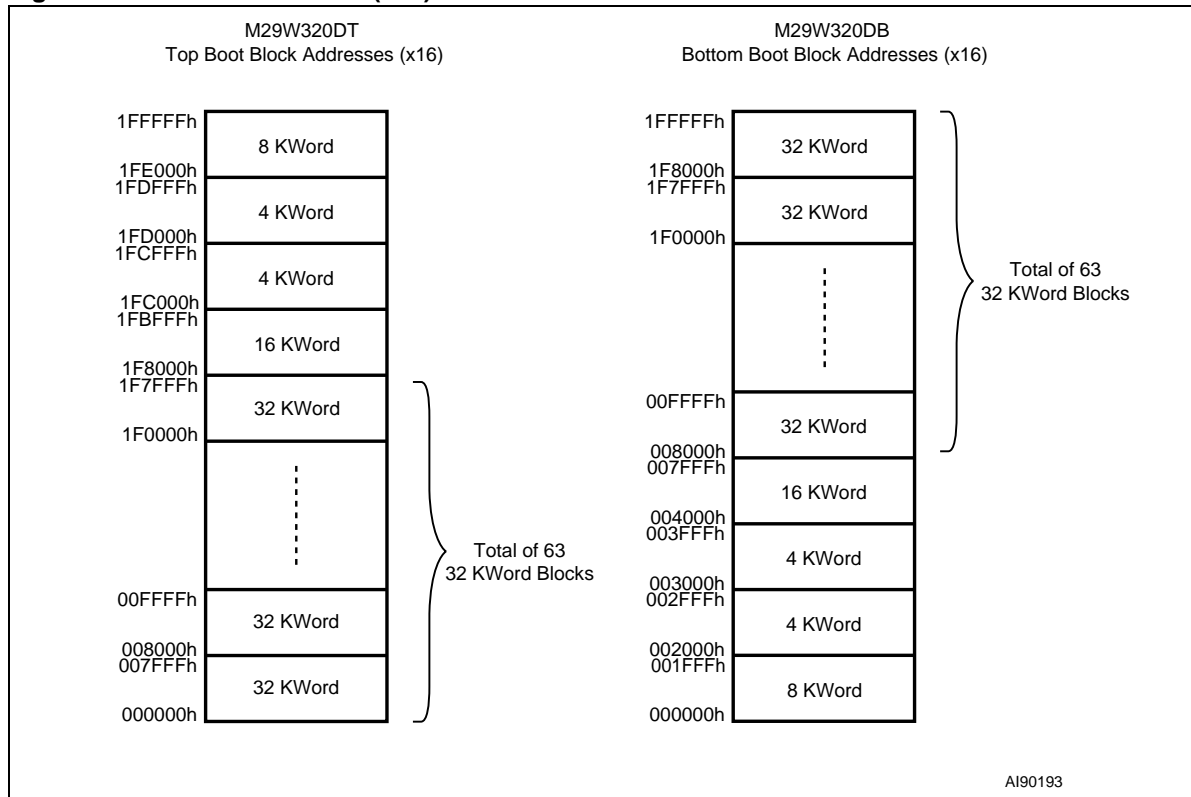 M29W320DT
Top Boot Block Addresses (x16)
1FFFFFh
8 KWord
1FE000h
1FDFFFh
4 KWord
1FD000h
1FCFFFh
4 KWord
1FC000h
1FBFFFh
16 KWord
1F8000h
1F7FFFh
32 KWord
1F0000h
Total of 63
32 KWord Blocks
00FFFFh
32 KWord
008000h
007FFFh
32 KWord
000000h
M29W320DB
Bottom Boot Block Addresses (x16)
1FFFFFh
32 KWord
1F8000h
1F7FFFh
32 KWord
1F0000h
Total of 63
32 KWord Blocks
00FFFFh
32 KWord
008000h
007FFFh
16 KWord
004000h
003FFFh
4 KWord
003000h
002FFFh
4 KWord
002000h
001FFFh
8 KWord
000000h
AI90193